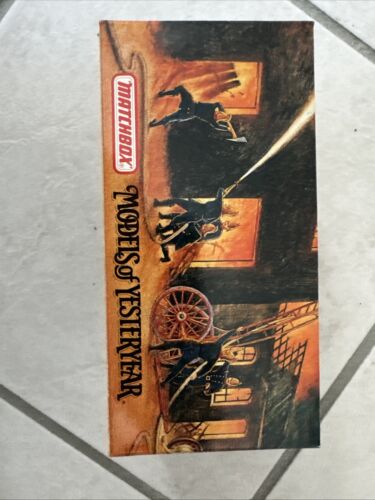 MATCHBOX
MODELS of YESTERYEAR